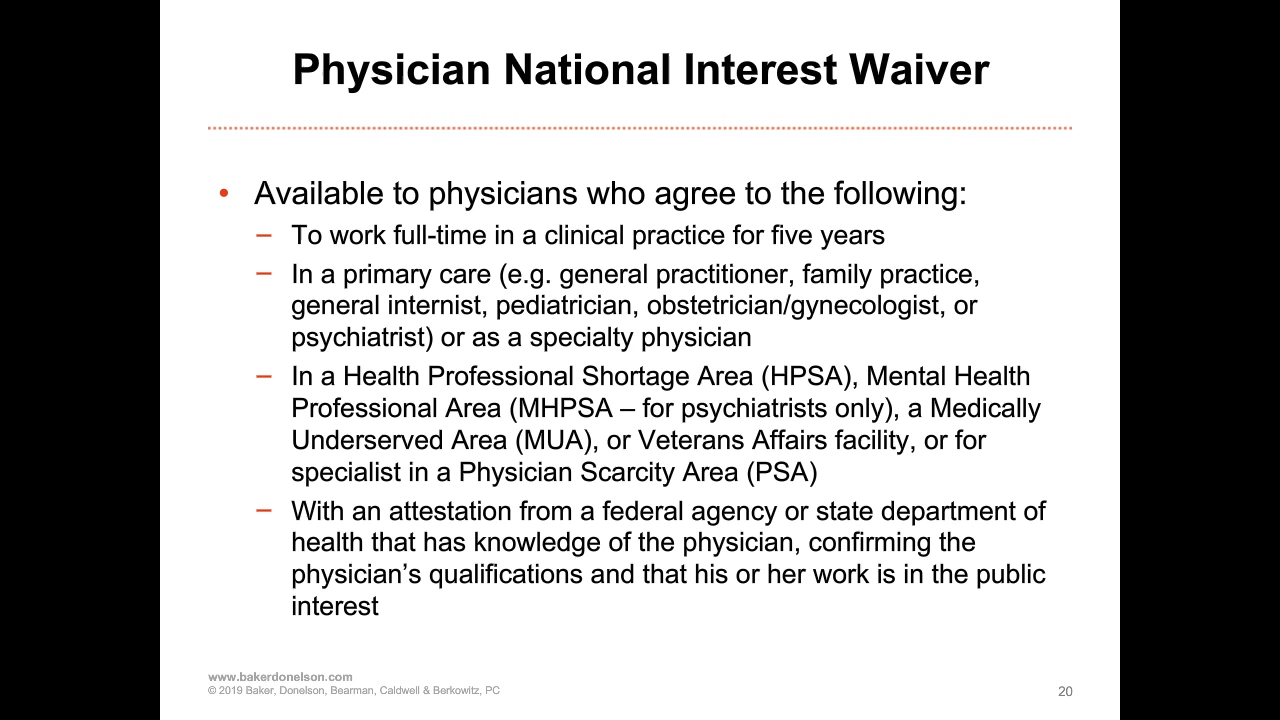 Physician National Interest Waiver
• Available to physicians who agree to the following:
– To work full-time in a clinical practice for five years
– In a primary care (e.g. general practitioner, family practice,
general internist, pediatrician, obstetrician/gynecologist, or
psychiatrist) or as a specialty physician
– In a Health Professional Shortage Area (HPSA), Mental Health
Professional Area (MHPSA – for psychiatrists only), a Medically
Underserved Area (MUA), or Veterans Affairs facility, or for
specialist in a Physician Scarcity Area (PSA)
– With an attestation from a federal agency or state department of
health that has knowledge of the physician, confirming the
physician’s qualifications and that his or her work is in the public
interest
www.bakerdonelson.com
© 2019 Baker, Donelson, Bearman, Caldwell & Berkowitz, PC
20